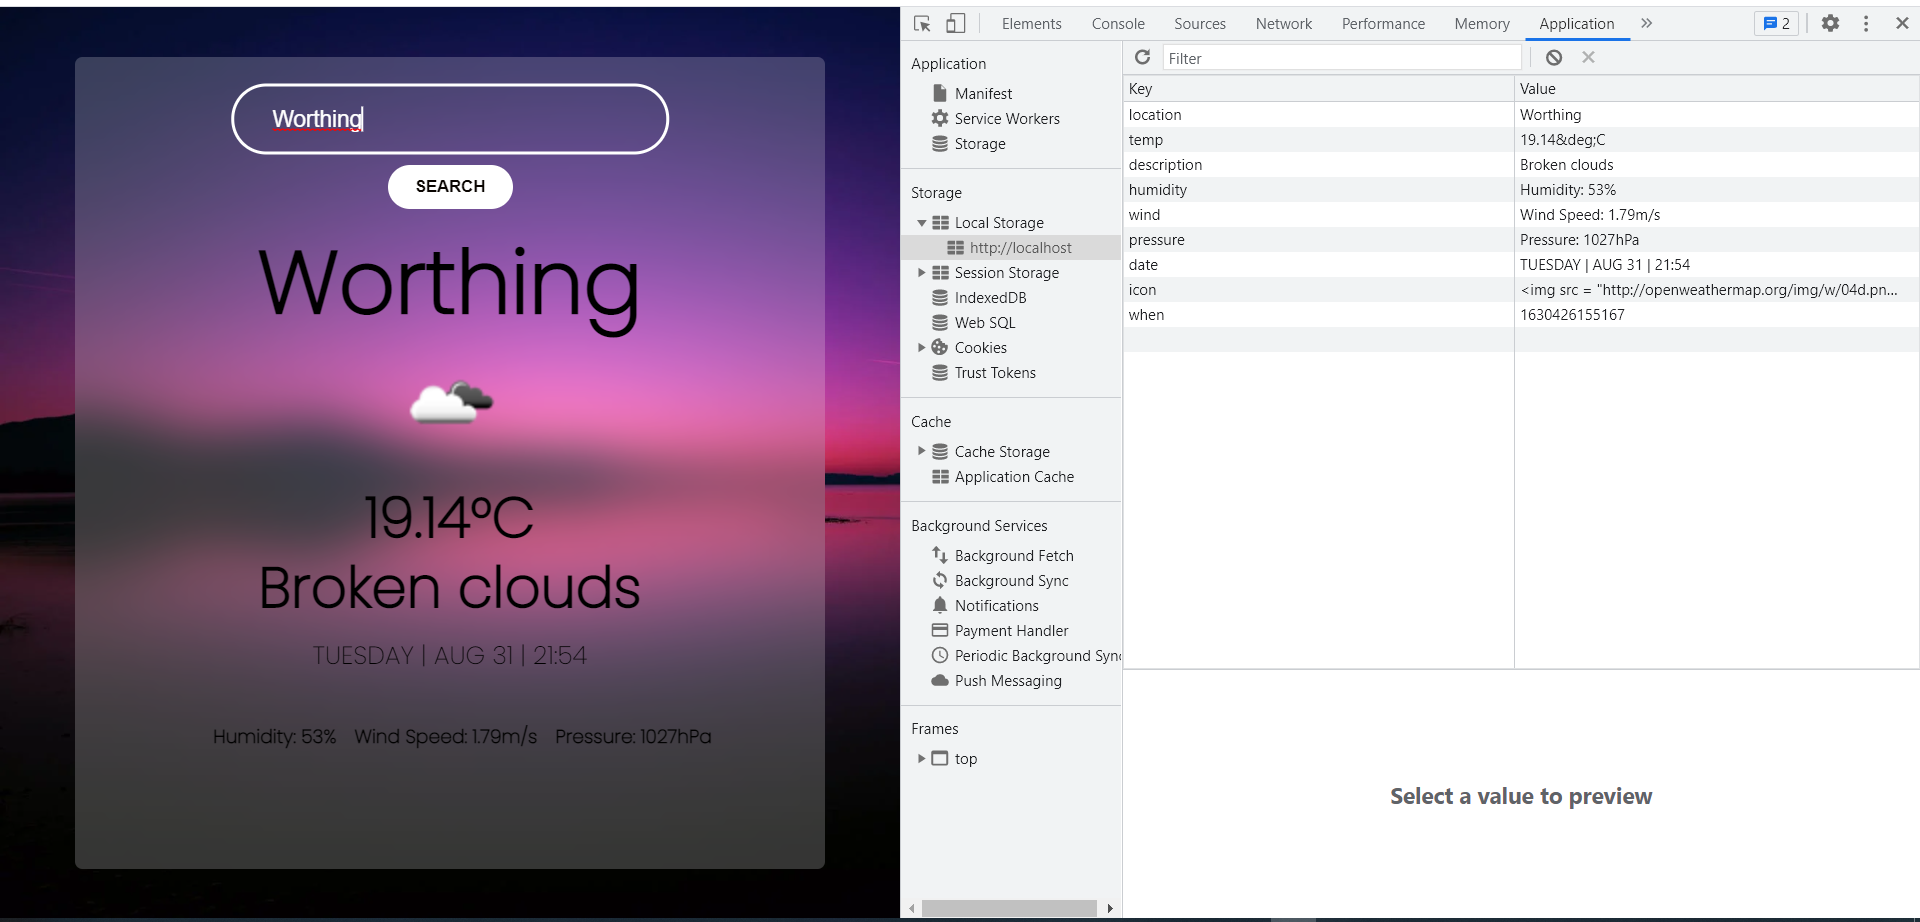 Worthing
SEARCH
Worthing
19.14°C
Broken clouds
TUESDAY | AUG 31 | 21:54
Humidity: 53% Wind Speed: 1.79m/s Pressure: 1027hPa
Elements Console Sources Network Performance Memory Application 2
Application
Manifest
Service Workers
Storage
Storage
Local Storage
http://localhost
Session Storage
IndexedDB
Web SQL
Cookies
Trust Tokens
Cache
Cache Storage
Application Cache
Background Services
Background Fetch
Background Sync
Notifications
Payment Handler
Periodic Background Sync
Push Messaging
Frames
top
Filter
Key Value
location Worthing
temp 19.14&deg;C
description Broken clouds
humidity Humidity: 53%
wind Wind Speed: 1.79m/s
pressure Pressure: 1027hPa
date TUESDAY | AUG 31 | 21:54
icon <img src = "http://openweathermap.org/img/w/04d.pn…
when 1630426155167
Select a value to preview